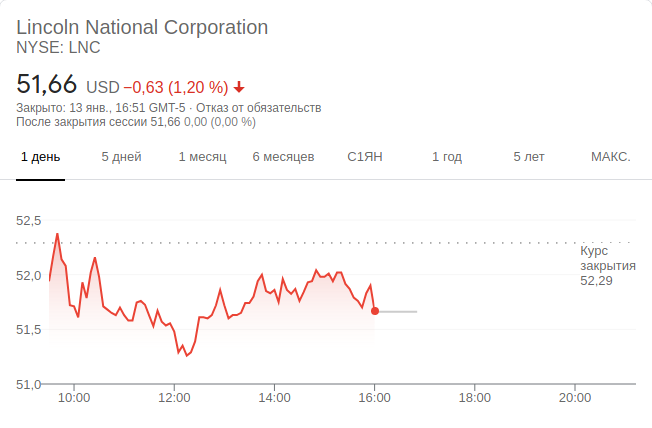 Lincoln National Corporation
NYSE: LNC
51,66 USD −0,63 (1,20 %)
Закрыто: 13 янв., 16:51 GMT-5 · Отказ от обязательств
После закрытия сессии 51,66 0,00 (0,00 %)
1 день 5 дней 1 месяц 6 месяцев С1ЯН 1 год 5 лет МАКС.
52,5
Курс
закрытия
52,29
52,0
51,5
51,0
10:00 12:00 14:00 16:00 18:00 20:00